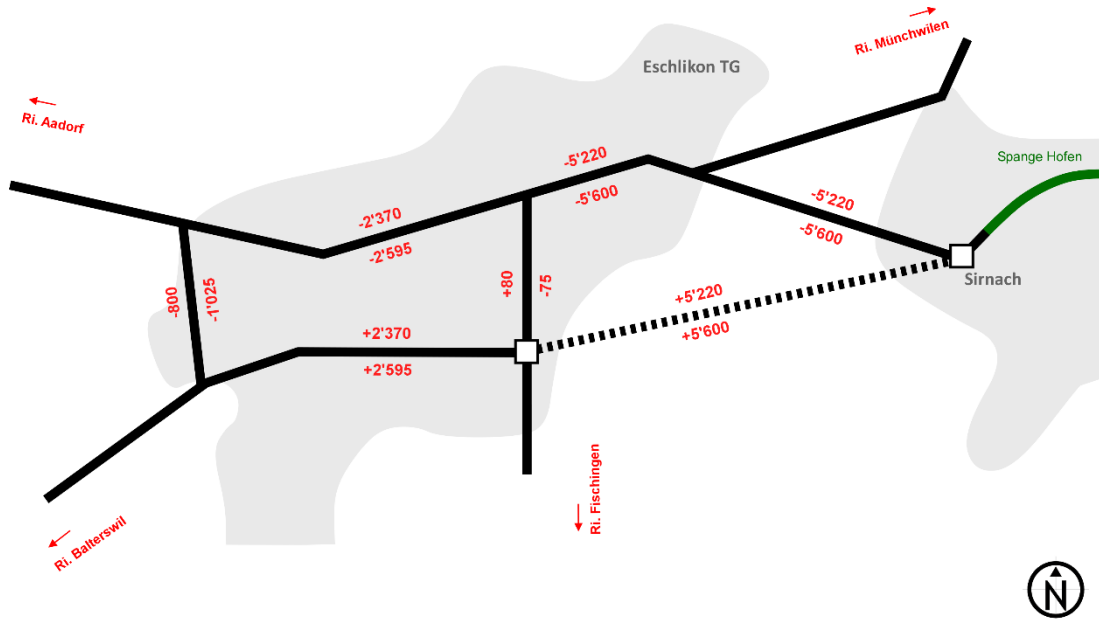 Ri. Münchwilen
Eschlikon TG
Ri. Aadorf
Spange Hofen
-5'220
-5'600
-2'370
-2'595
-5'220
-5'600
-800
-1'025
+80
-75
Sirnach
+5'220
+5'600
+2'370
+2'595
Ri. Fischingen
Ri. Balterswil
N